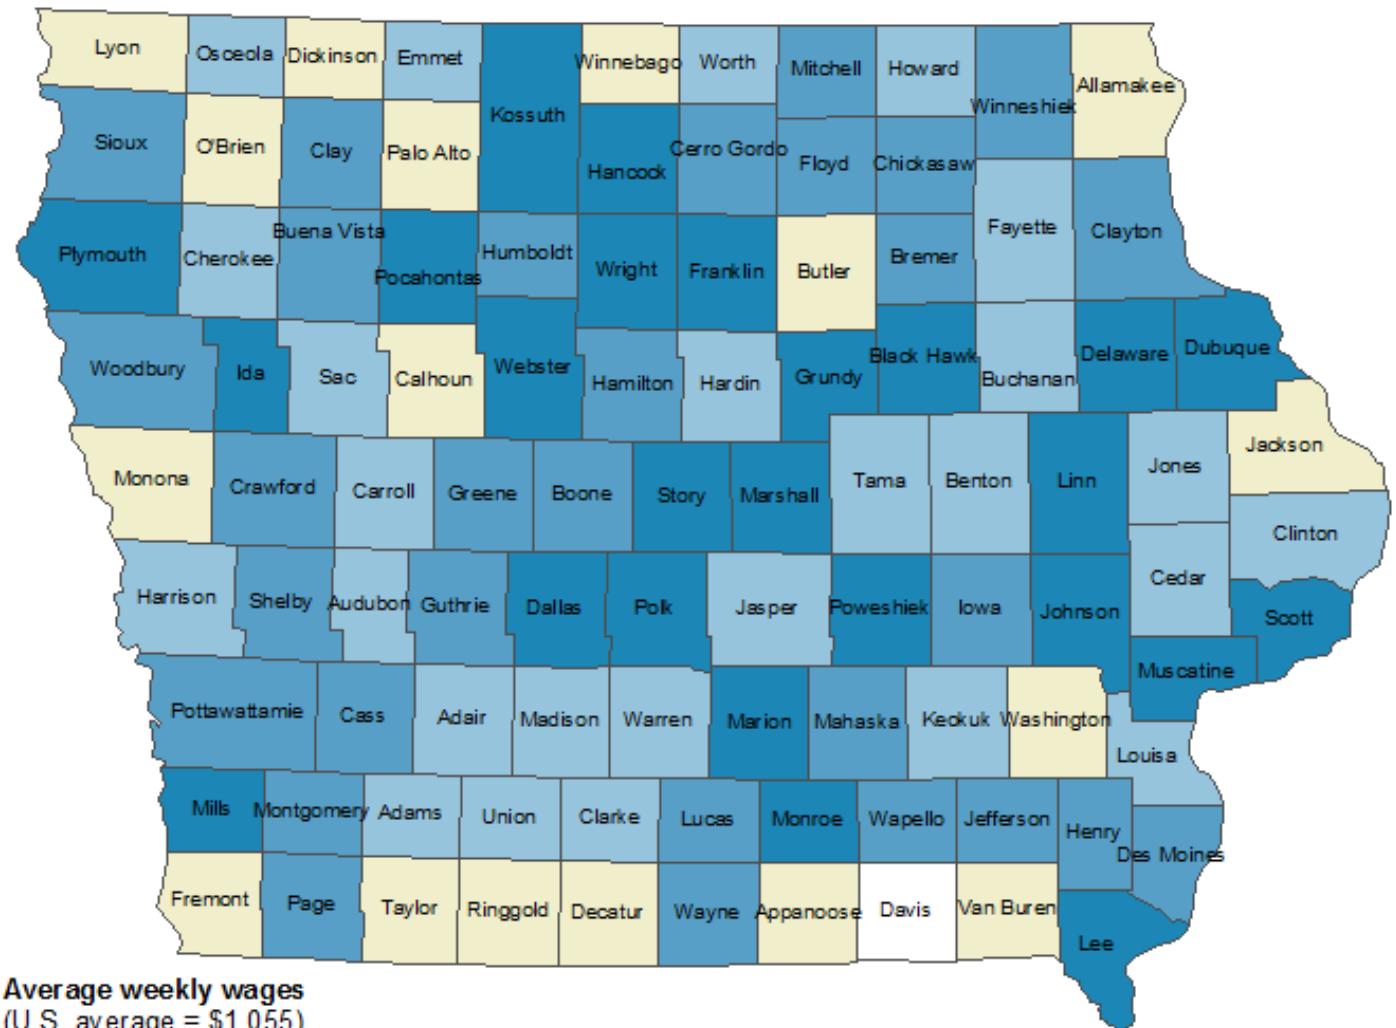 Lyon
Osceola
Dickinson
Emmet
Kossuth
Winnebago
Worth
Mitchell
Howard
Winneshiek
Allamakee
Sioux
O'Brien
Clay
Palo Alto
Hancock
Cerro Gordo
Floyd
Chickasaw
Fayette
Clayton
Plymouth
Cherokee
Buena Vista
Pocahontas
Humboldt
Wright
Franklin
Butler
Bremer
Woodbury
Ida
Sac
Calhoun
Webster
Hamilton
Hardin
Grundy
Black Hawk
Buchanan
Delaware
Dubuque
Monona
Crawford
Carroll
Greene
Boone
Story
Marshall
Tama
Benton
Linn
Jones
Jackson
Clinton
Harrison
Shelby
Audubon
Guthrie
Dallas
Polk
Jasper
Poweshiek
Iowa
Johnson
Cedar
Scott
Muscatine
Pottawattamie
Cass
Adair
Madison
Warren
Marion
Mahaska
Keokuk
Washington
Louisa
Mills
Montgomery
Adams
Union
Clarke
Lucas
Monroe
Wapello
Jefferson
Henry
Des Moines
Fremont
Page
Taylor
Ringgold
Decatur
Wayne
Appanoose
Davis
Van Buren
Lee
Average weekly wages
(U.S. average = $1,055)